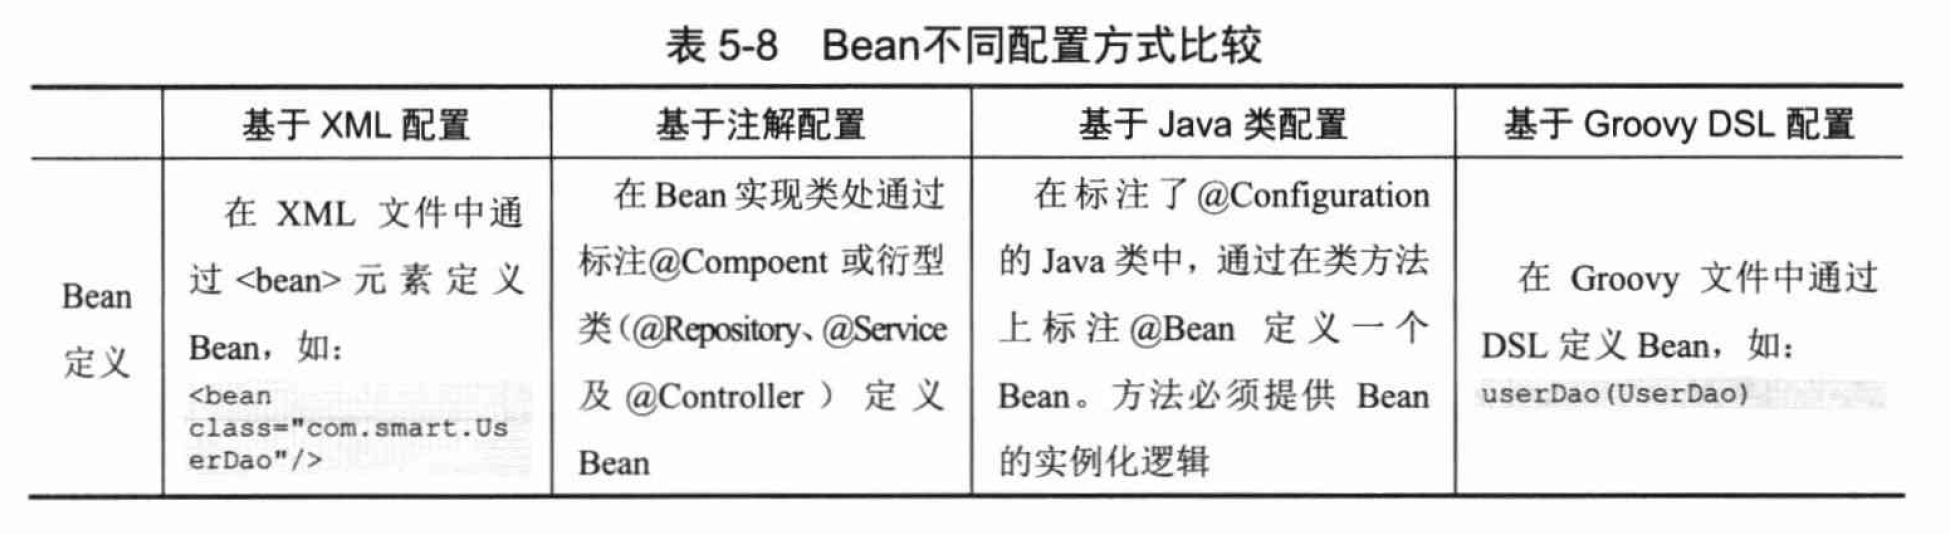 表 5-8 Bean不同配置方式比较
基于 XML 配置
基于注解配置
基于 Java 类配置
基于 Groovy DSL 配置
Bean
定义
在 XML 文件中通
过 <bean> 元素定义
Bean，如：
<bean
class="com.smart.Us
erDao"/>
在 Bean 实现类处通过
标注@Compoent 或衍型
类（@Repository、@Service
及 @Controller ）定义
Bean
在标注了 @Configuration
的 Java 类中，通过在类方法
上标注 @Bean 定义一个
Bean。方法必须提供 Bean
的实例化逻辑
在 Groovy 文件中通过
DSL 定义 Bean，如：
userDao(UserDao)